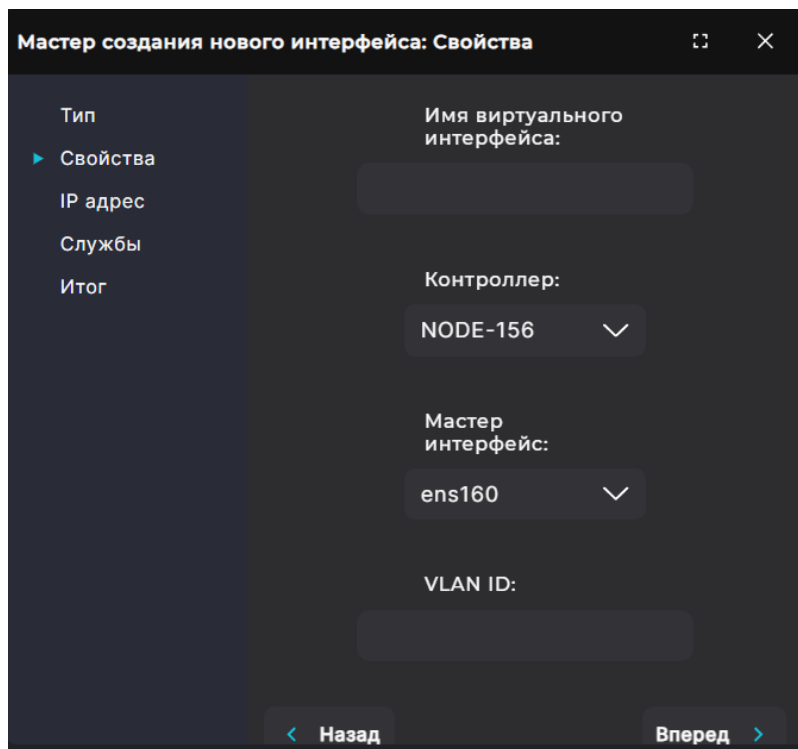 Мастер создания нового интерфейса: Свойства
Тип
Свойства
IP адрес
Службы
Итог
Имя виртуального
интерфейса:
Контроллер:
NODE-156
Мастер
интерфейс:
ens160
VLAN ID:
Назад
Вперед